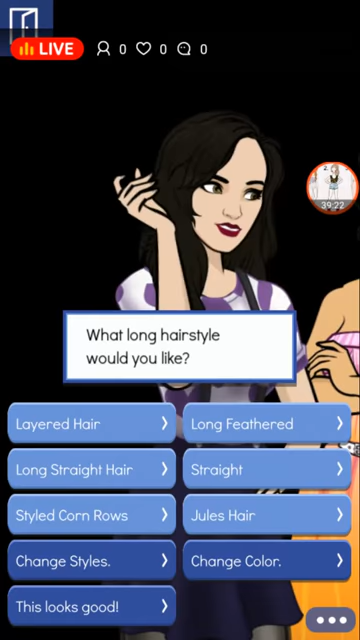 LIVE 0 0 0
39:22
What long hairstyle
would you like?
Layered Hair
Long Feathered
Long Straight Hair
Straight
Styled Corn Rows
Jules Hair
Change Styles.
Change Color.
This looks good!